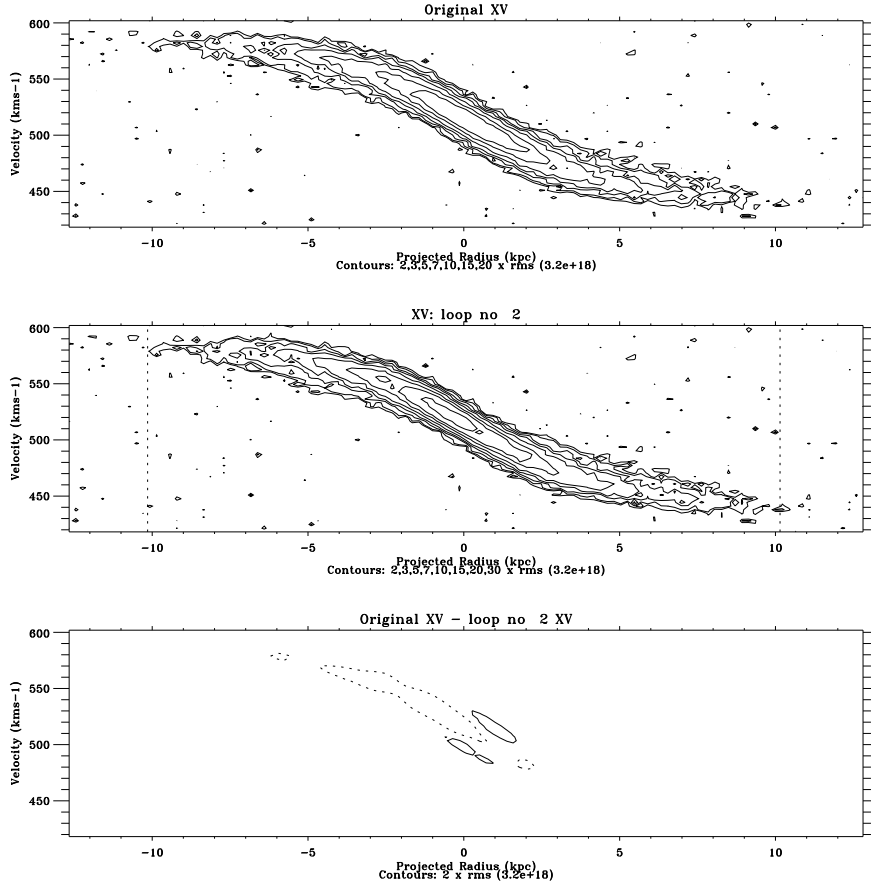 Original XV
600
550
500
450
Velocity (kms−1)
−10 −5 0 5 10
Projected Radius (kpc)
Contours: 2,3,5,7,10,15,20 x rms (3.2e+18)
XV: loop no 2
600
550
500
450
Velocity (kms−1)
−10 −5 0 5 10
Projected Radius (kpc)
Contours: 2,3,5,7,10,15,20,30 x rms (3.2e+18)
Original XV − loop no 2 XV
600
550
500
450
Velocity (kms−1)
−10 −5 0 5 10
Projected Radius (kpc)
Contours: 2 x rms (3.2e+18)